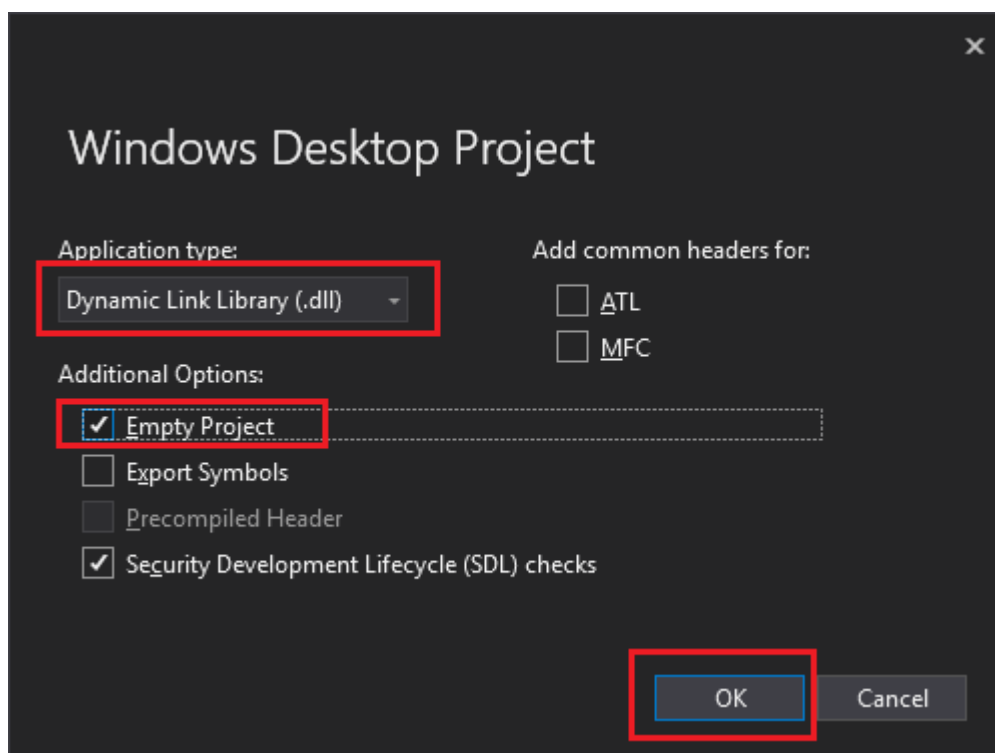 Windows Desktop Project
Application type:
Dynamic Link Library (.dll)
Add common headers for:
ATL
MFC
Additional Options:
Empty Project
Export Symbols
Precompiled Header
Security Development Lifecycle (SDL) checks
OK
Cancel